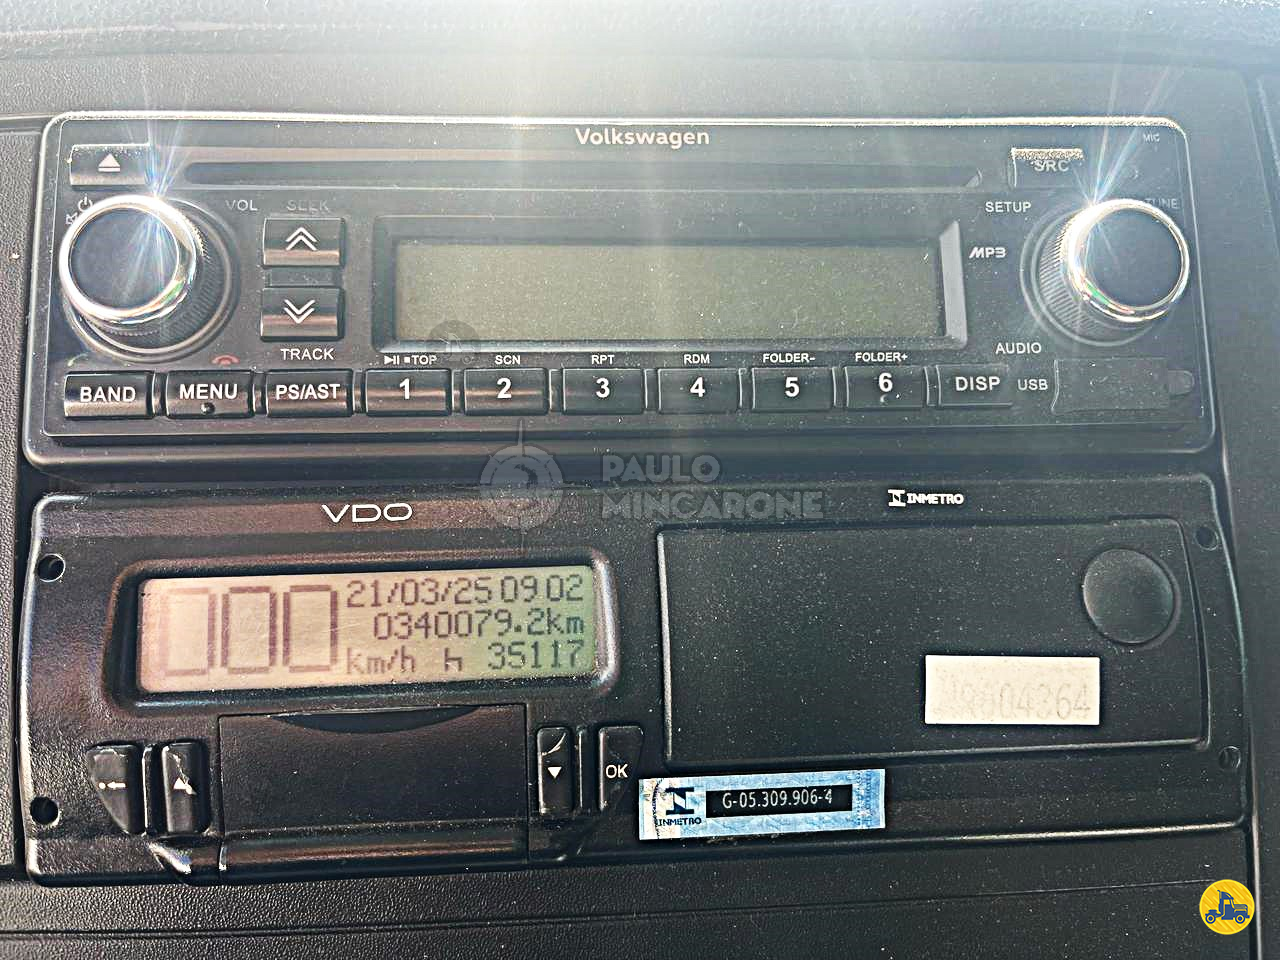 Volkswagen
MIC
SRC
VOL SEEK
SETUP
TUNE
MP3
TRACK
AUDIO
▶II ■ TOP SCN RPT RDM FOLDER- FOLDER+
BAND MENU PS/AST 1 2 3 4 5 6 DISP USB
PAULO
MINCARONE
VDO
INMETRO
21/03/25 09 02
000
0340079.2km
km/h h 35117
OK
G-05.309.906-4
INMETRO